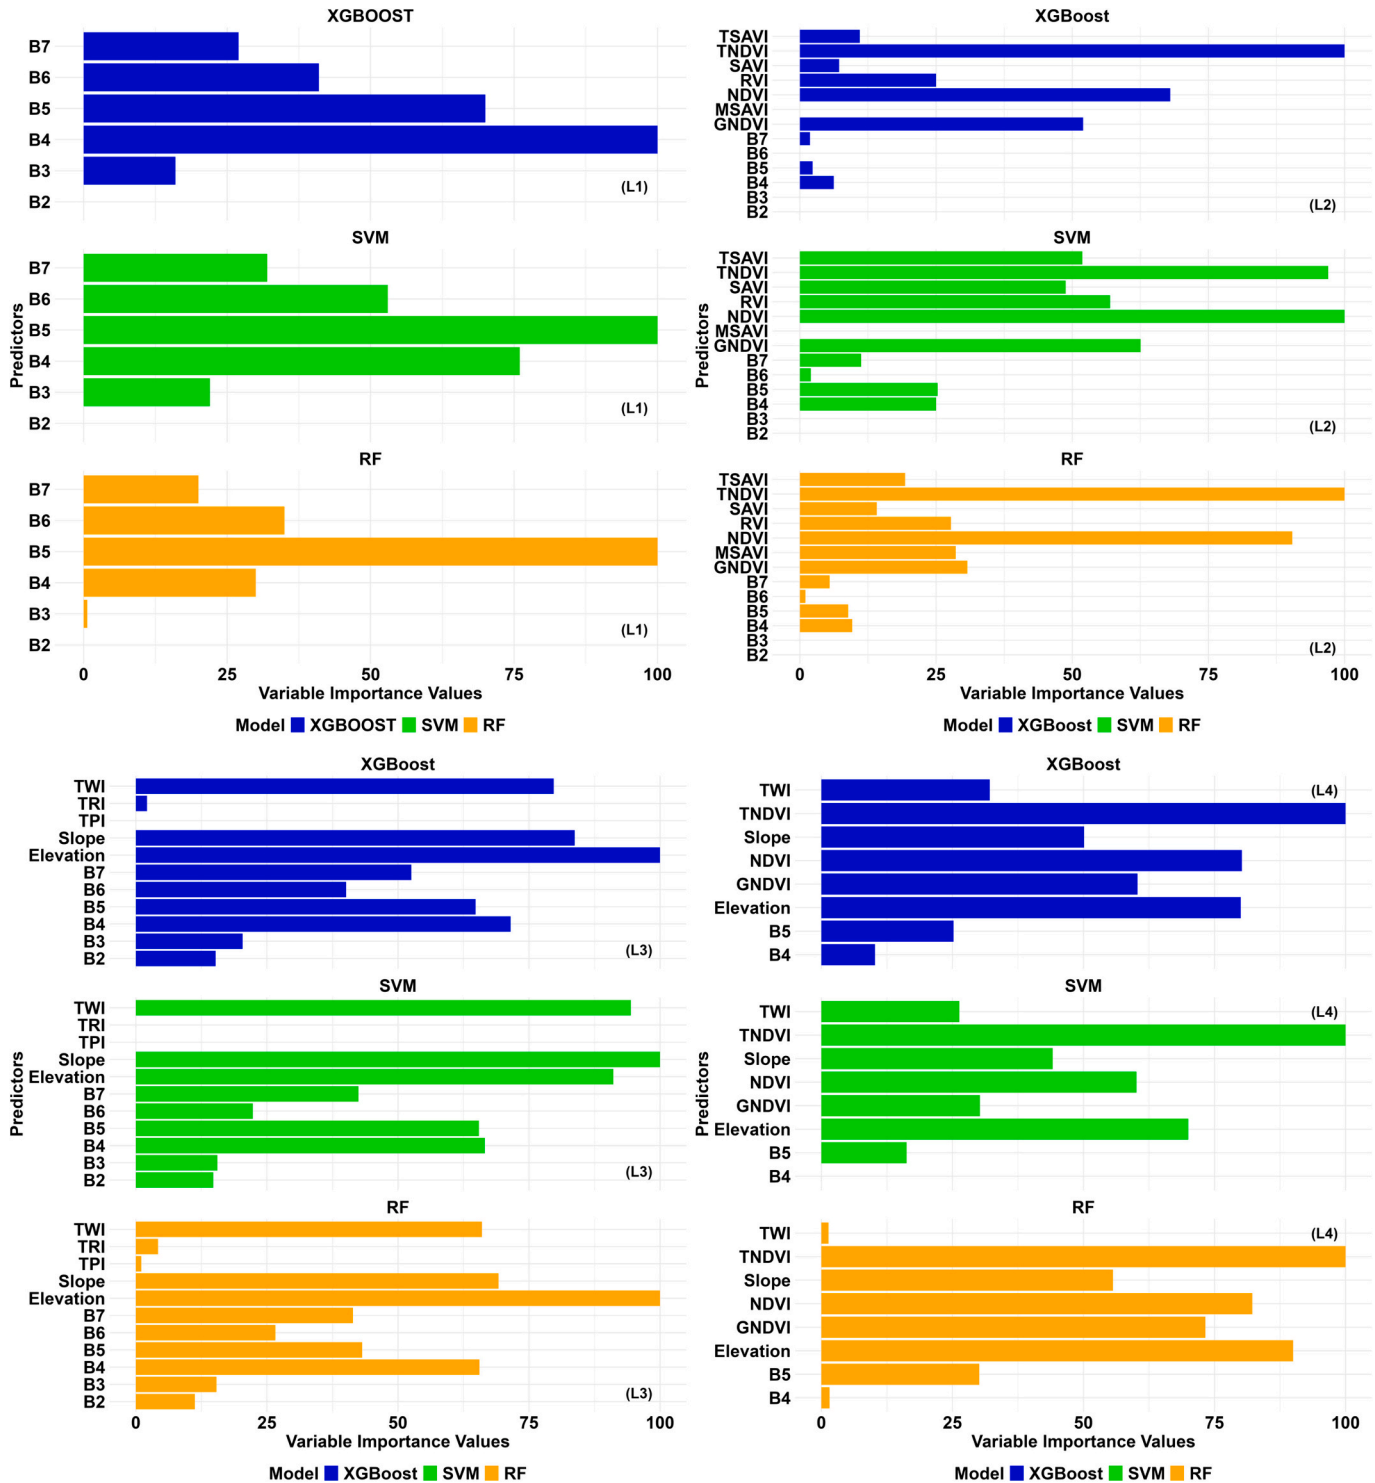 XGBOOST
B7
B6
B5
B4
B3
B2
(L1)
SVM
B7
B6
B5
B4
B3
B2
(L1)
RF
B7
B6
B5
B4
B3
B2
(L1)
Predictors
0 25 50 75 100
Variable Importance Values
Model XGBOOST SVM RF
XGBoost
TSAVI
TNDVI
SAVI
RVI
NDVI
MSAVI
GNDVI
B7
B6
B5
B4
B3
B2
(L2)
SVM
TSAVI
TNDVI
SAVI
RVI
NDVI
MSAVI
GNDVI
B7
B6
B5
B4
B3
B2
(L2)
RF
TSAVI
TNDVI
SAVI
RVI
NDVI
MSAVI
GNDVI
B7
B6
B5
B4
B3
B2
(L2)
Predictors
0 25 50 75 100
Variable Importance Values
Model XGBoost SVM RF
XGBoost
TWI
TRI
TPI
Slope
Elevation
B7
B6
B5
B4
B3
B2
(L3)
SVM
TWI
TRI
TPI
Slope
Elevation
B7
B6
B5
B4
B3
B2
(L3)
RF
TWI
TRI
TPI
Slope
Elevation
B7
B6
B5
B4
B3
B2
(L3)
Predictors
0 25 50 75 100
Variable Importance Values
Model XGBoost SVM RF
XGBoost
TWI
TNDVI
Slope
NDVI
GNDVI
Elevation
B5
B4
(L4)
SVM
TWI
TNDVI
Slope
NDVI
GNDVI
Elevation
B5
B4
(L4)
RF
TWI
TNDVI
Slope
NDVI
GNDVI
Elevation
B5
B4
(L4)
Predictors
0 25 50 75 100
Variable Importance Values
Model XGBoost SVM RF